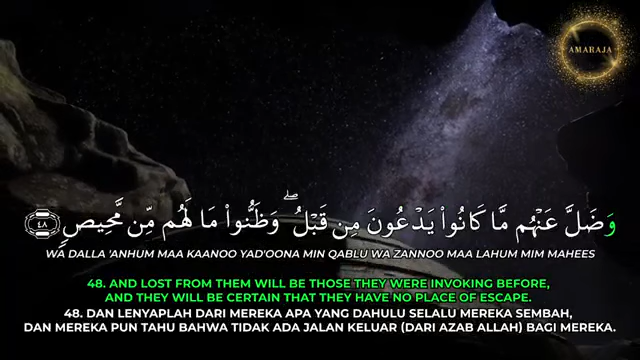 AMARAJA
وَضَلَّ عَنْهُم مَّا كَانُوا۟ يَدْعُونَ مِن قَبْلُ ۖ وَظَنُّوا۟ مَا لَهُم مِّن مَّحِيصٍ ٤٨
WA DALLA 'ANHUM MAA KAANOO YAD'OONA MIN QABLU WA ZANNOO MAA LAHUM MIM MAHEES
48. AND LOST FROM THEM WILL BE THOSE THEY WERE INVOKING BEFORE,
AND THEY WILL BE CERTAIN THAT THEY HAVE NO PLACE OF ESCAPE.
48. DAN LENYAPLAH DARI MEREKA APA YANG DAHULU SELALU MEREKA SEMBAH,
DAN MEREKA PUN TAHU BAHWA TIDAK ADA JALAN KELUAR (DARI AZAB ALLAH) BAGI MEREKA.